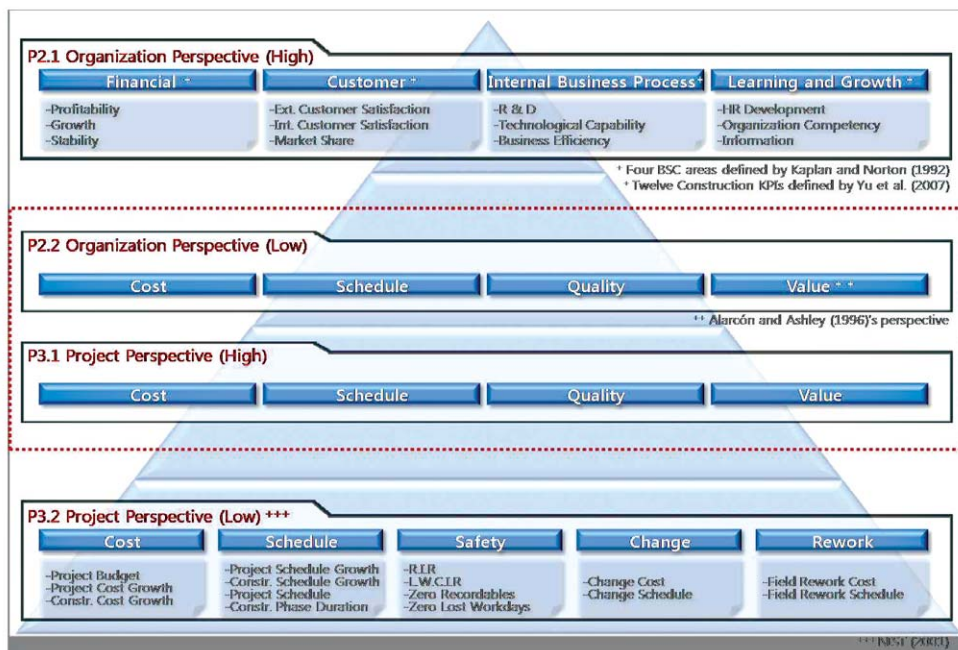 P2.1 Organization Perspective (High)
Financial +
Customer +
Internal Business Process+
Learning and Growth +
-Profitability
-Growth
-Stability
-Ext. Customer Satisfaction
-Int. Customer Satisfaction
-Market Share
-R & D
-Technological Capability
-Business Efficiency
-HR Development
-Organization Competency
-Information
+ Four BSC areas defined by Kaplan and Norton (1992)
+ Twelve Construction KPIs defined by Yu et al. (2007)
P2.2 Organization Perspective (Low)
Cost
Schedule
Quality
Value + +
++ Alarcón and Ashley (1996)'s perspective
P3.1 Project Perspective (High)
Cost
Schedule
Quality
Value
P3.2 Project Perspective (Low) +++
Cost
Schedule
Safety
Change
Rework
-Project Budget
-Project Cost Growth
-Constr. Cost Growth
-Project Schedule Growth
-Constr. Schedule Growth
-Project Schedule
-Constr. Phase Duration
-R.I.R
-L.W.C.I.R
-Zero Recordables
-Zero Lost Workdays
-Change Cost
-Change Schedule
-Field Rework Cost
-Field Rework Schedule